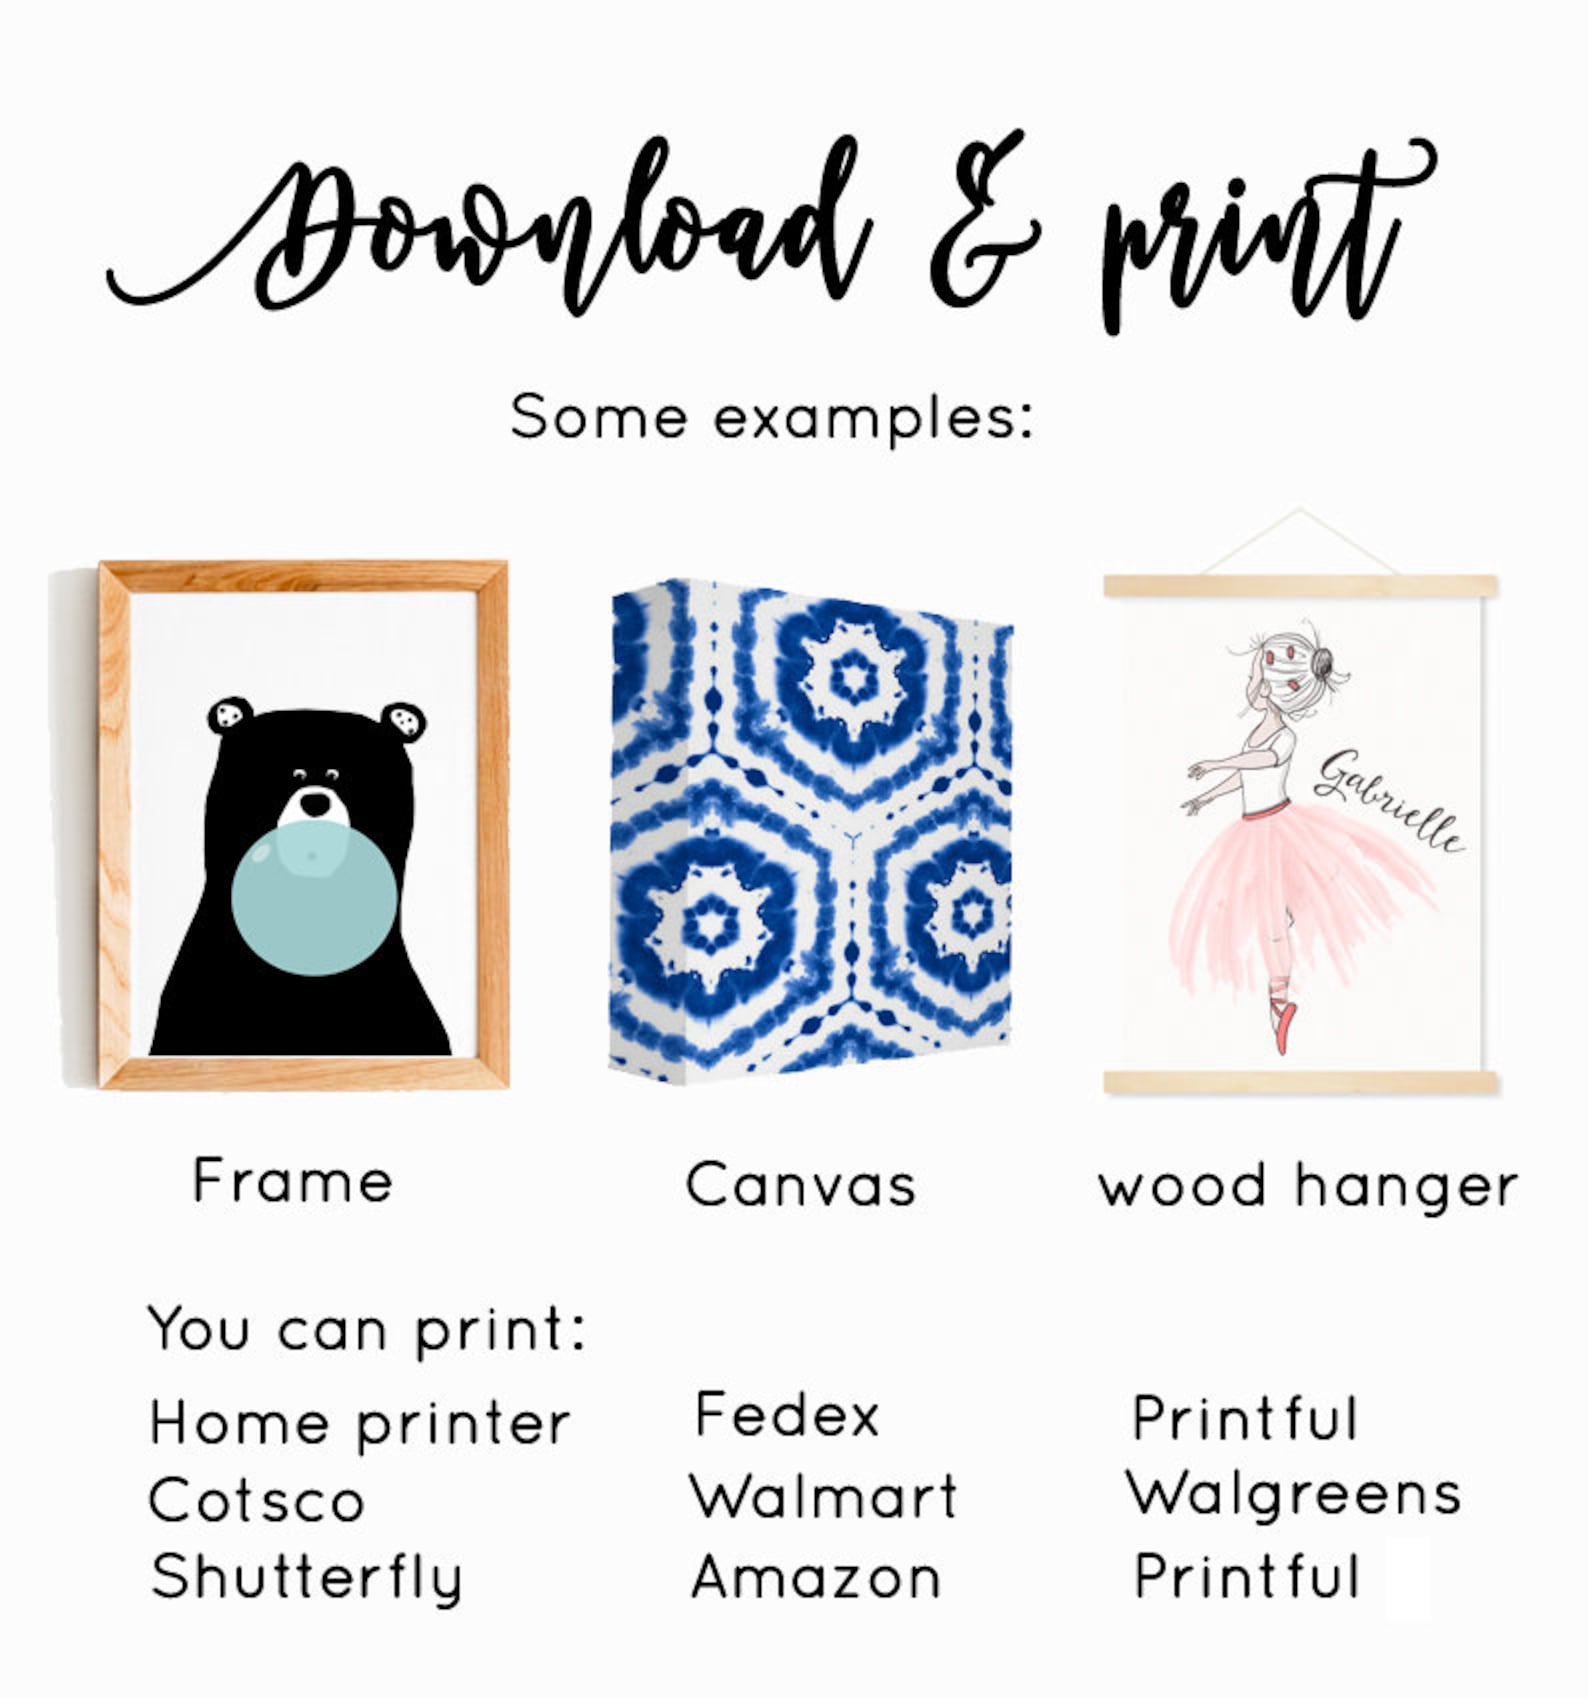 Download & print
Some examples:
Gabrielle
Frame
Canvas
wood hanger
You can print:
Home printer
Cotsco
Shutterfly
Fedex
Walmart
Amazon
Printful
Walgreens
Printful